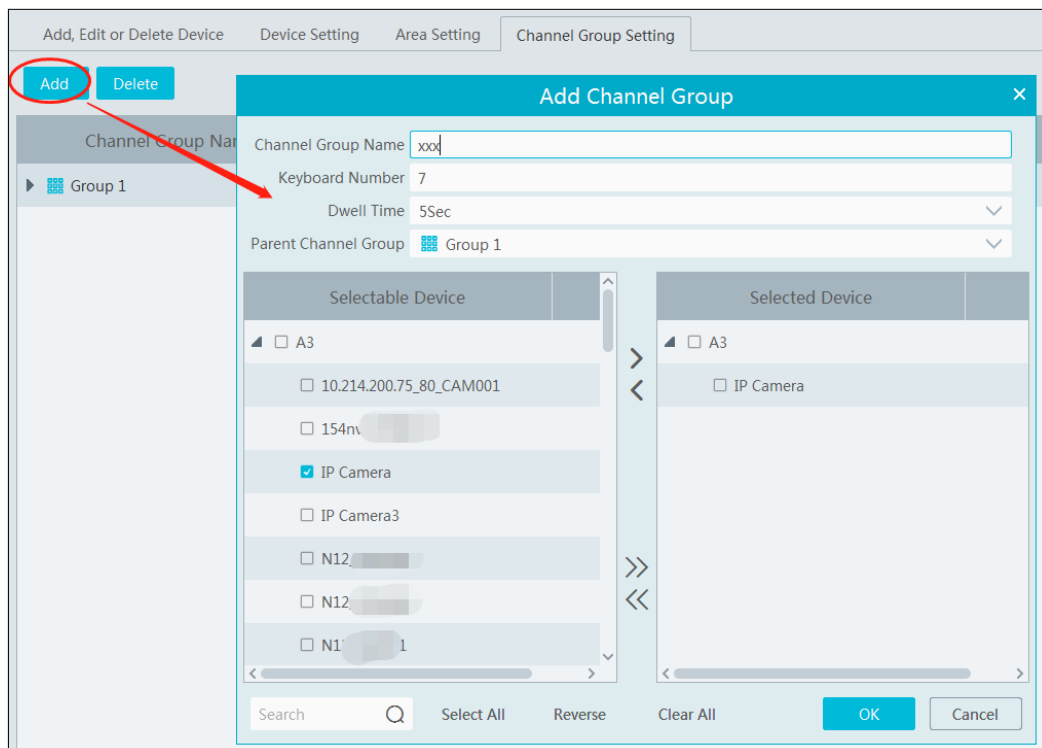 Add, Edit or Delete Device Device Setting Area Setting Channel Group Setting
Add Delete
Add Channel Group
Channel Group Nar
Channel Group Name xxx
Group 1
Keyboard Number 7
Dwell Time 5Sec
Parent Channel Group Group 1
Selectable Device Selected Device
A3 A3
10.214.200.75_80_CAM001 IP Camera
154nv
IP Camera
IP Camera3
N12_
N12_
Search Select All Reverse Clear All OK Cancel